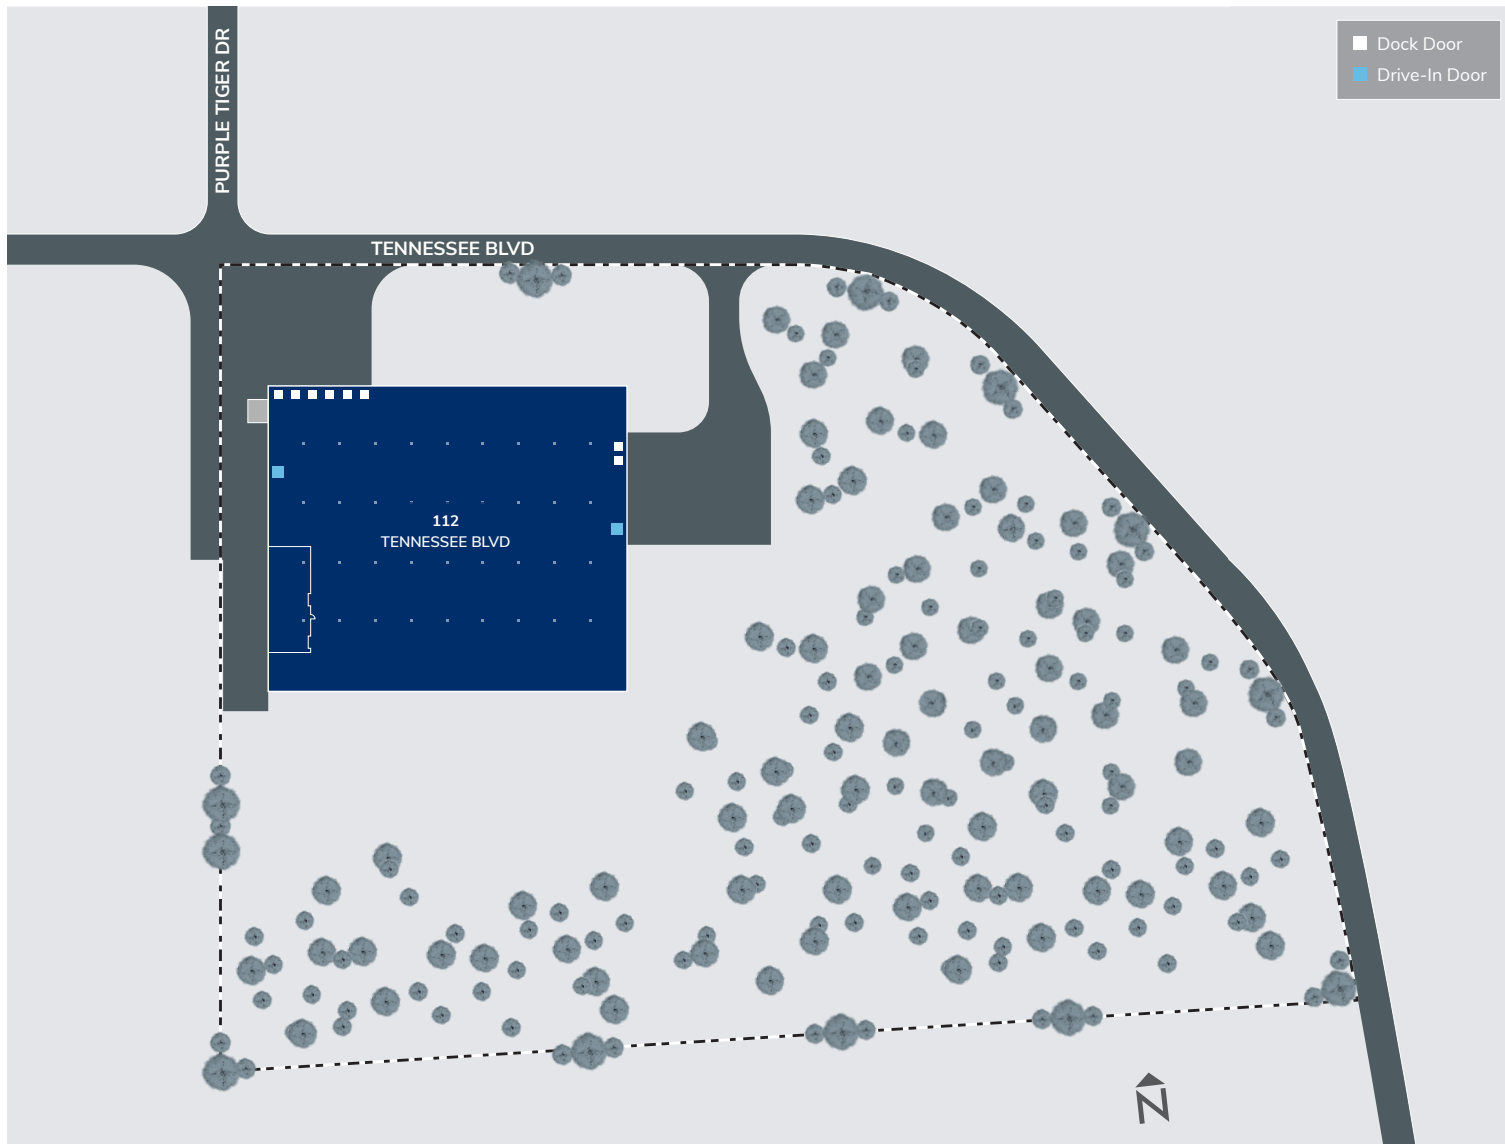 PURPLE TIGER DR
Dock Door
Drive-In Door
TENNESSEE BLVD
112
TENNESSEE BLVD
N